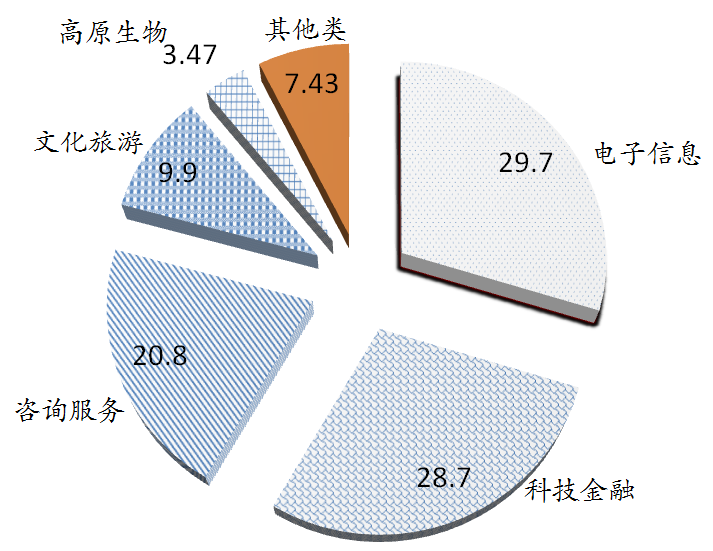 高原生物
3.47
其他类
7.43
文化旅游
9.9
电子信息
29.7
咨询服务
20.8
科技金融
28.7